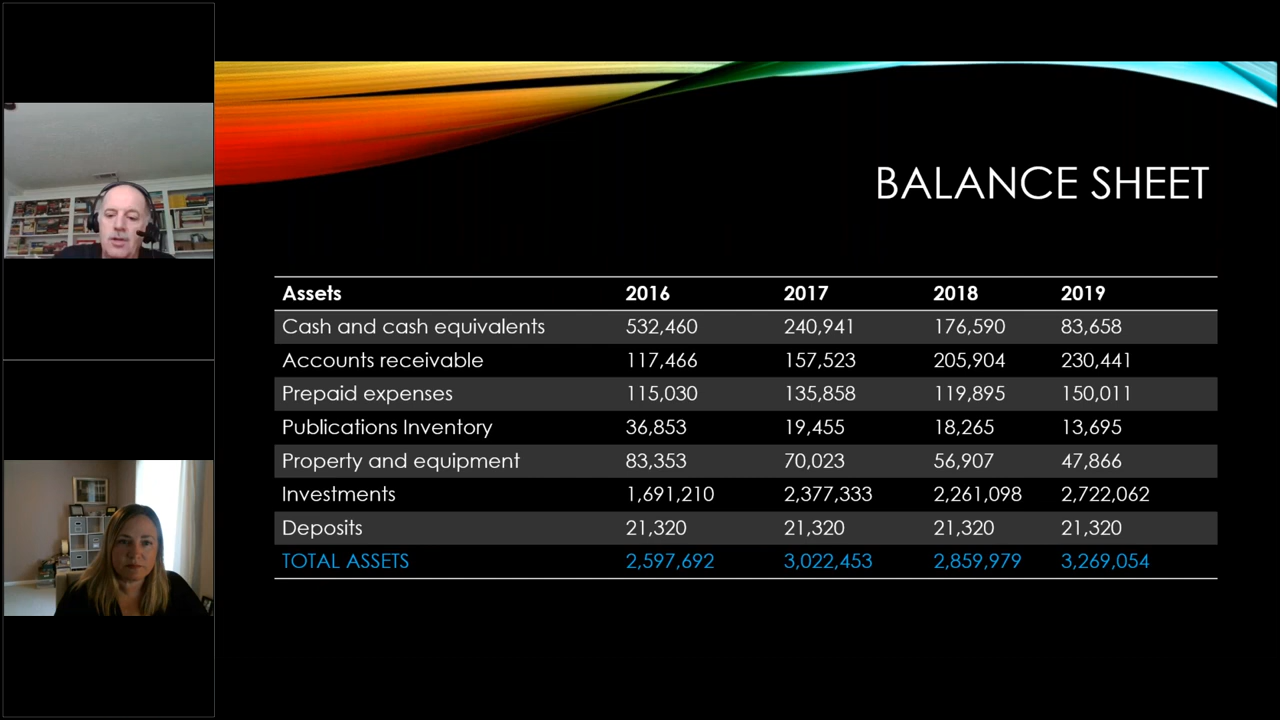 BALANCE SHEET
Assets 2016 2017 2018 2019
Cash and cash equivalents 532,460 240,941 176,590 83,658
Accounts receivable 117,466 157,523 205,904 230,441
Prepaid expenses 115,030 135,858 119,895 150,011
Publications Inventory 36,853 19,455 18,265 13,695
Property and equipment 83,353 70,023 56,907 47,866
Investments 1,691,210 2,377,333 2,261,098 2,722,062
Deposits 21,320 21,320 21,320 21,320
TOTAL ASSETS 2,597,692 3,022,453 2,859,979 3,269,054